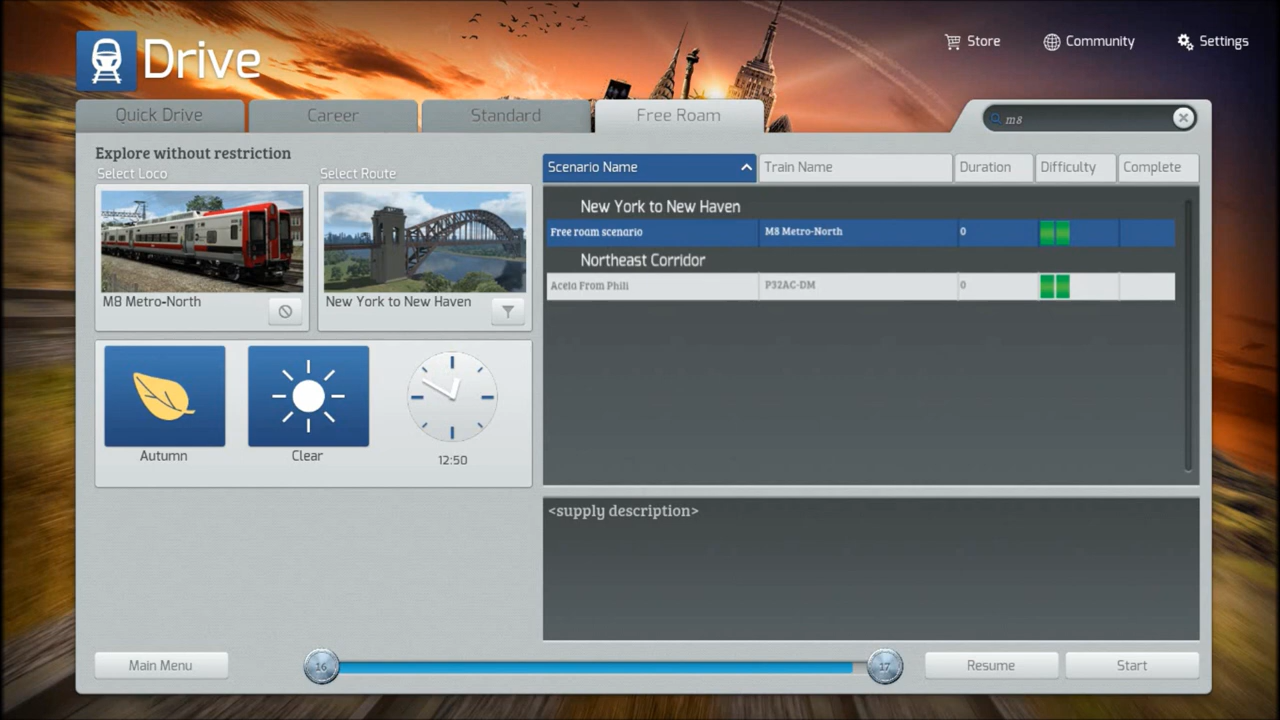 Drive
Store
Community
Settings
Quick Drive
Career
Standard
Free Roam
m8
Explore without restriction
Select Loco
Select Route
M8 Metro-North
New York to New Haven
Autumn
Clear
12:50
Scenario Name
Train Name
Duration
Difficulty
Complete
New York to New Haven
Free roam scenario
M8 Metro-North
0
Northeast Corridor
Acela From Phili
P32AC-DM
0
<supply description>
Main Menu
16
17
Resume
Start